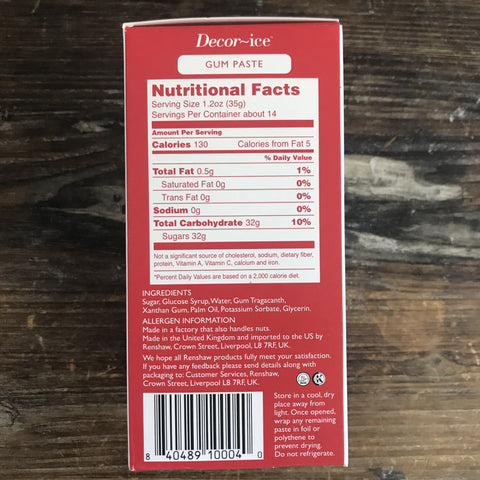 Decor~ice™
GUM PASTE
Nutritional Facts
Serving Size 1.2oz (35g)
Servings Per Container about 14
Amount Per Serving
Calories 130 Calories from Fat 5
% Daily Value
Total Fat 0.5g 1%
Saturated Fat 0g 0%
Trans Fat 0g 0%
Sodium 0g 0%
Total Carbohydrate 32g 10%
Sugars 32g
Not a significant source of cholesterol, sodium, dietary fiber,
protein, Vitamin A, Vitamin C, calcium and iron.
*Percent Daily Values are based on a 2,000 calorie diet.
INGREDIENTS
Sugar, Glucose Syrup, Water, Gum Tragacanth,
Xanthan Gum, Palm Oil, Potassium Sorbate, Glycerin.
ALLERGEN INFORMATION
Made in a factory that also handles nuts.
Made in the United Kingdom and imported into the US by
Renshaw, Crown Street, Liverpool L8 7RF, UK.
We hope all Renshaw products fully meet your satisfaction.
If you have any feedback please send details along with
packaging to: Customer Services, Renshaw,
Crown Street, Liverpool L8 7RF, UK.
Store in a cool, dry
place away from
light. Once opened,
wrap any remaining
paste in foil or
polythene to
prevent drying.
Do not refrigerate.
8 40489 10004 0